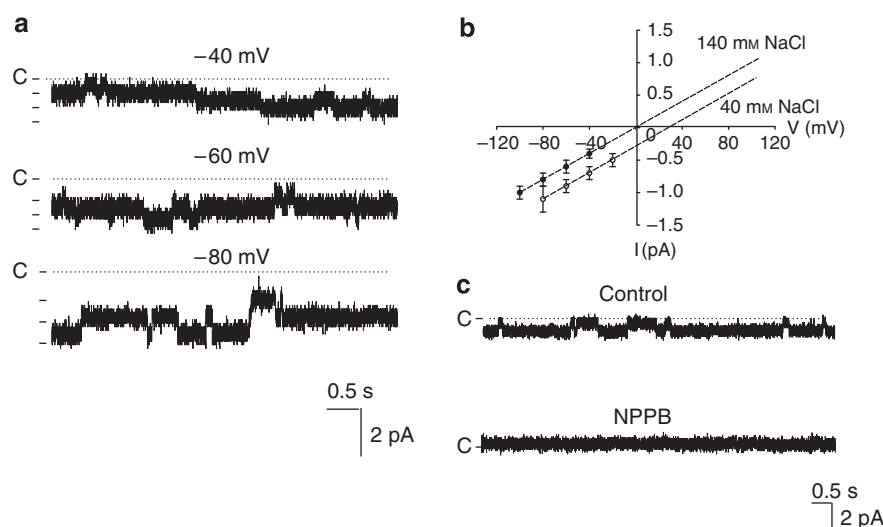 a
−40 mV
C
−60 mV
C
−80 mV
C
0.5 s
2 pA
b
1.5
1.0
0.5
140 mM NaCl
40 mM NaCl
V (mV)
−120 −80 −40 0 40 80 120
−0.5
−1.0
−1.5
I (pA)
c
Control
C
NPPB
C
0.5 s
2 pA